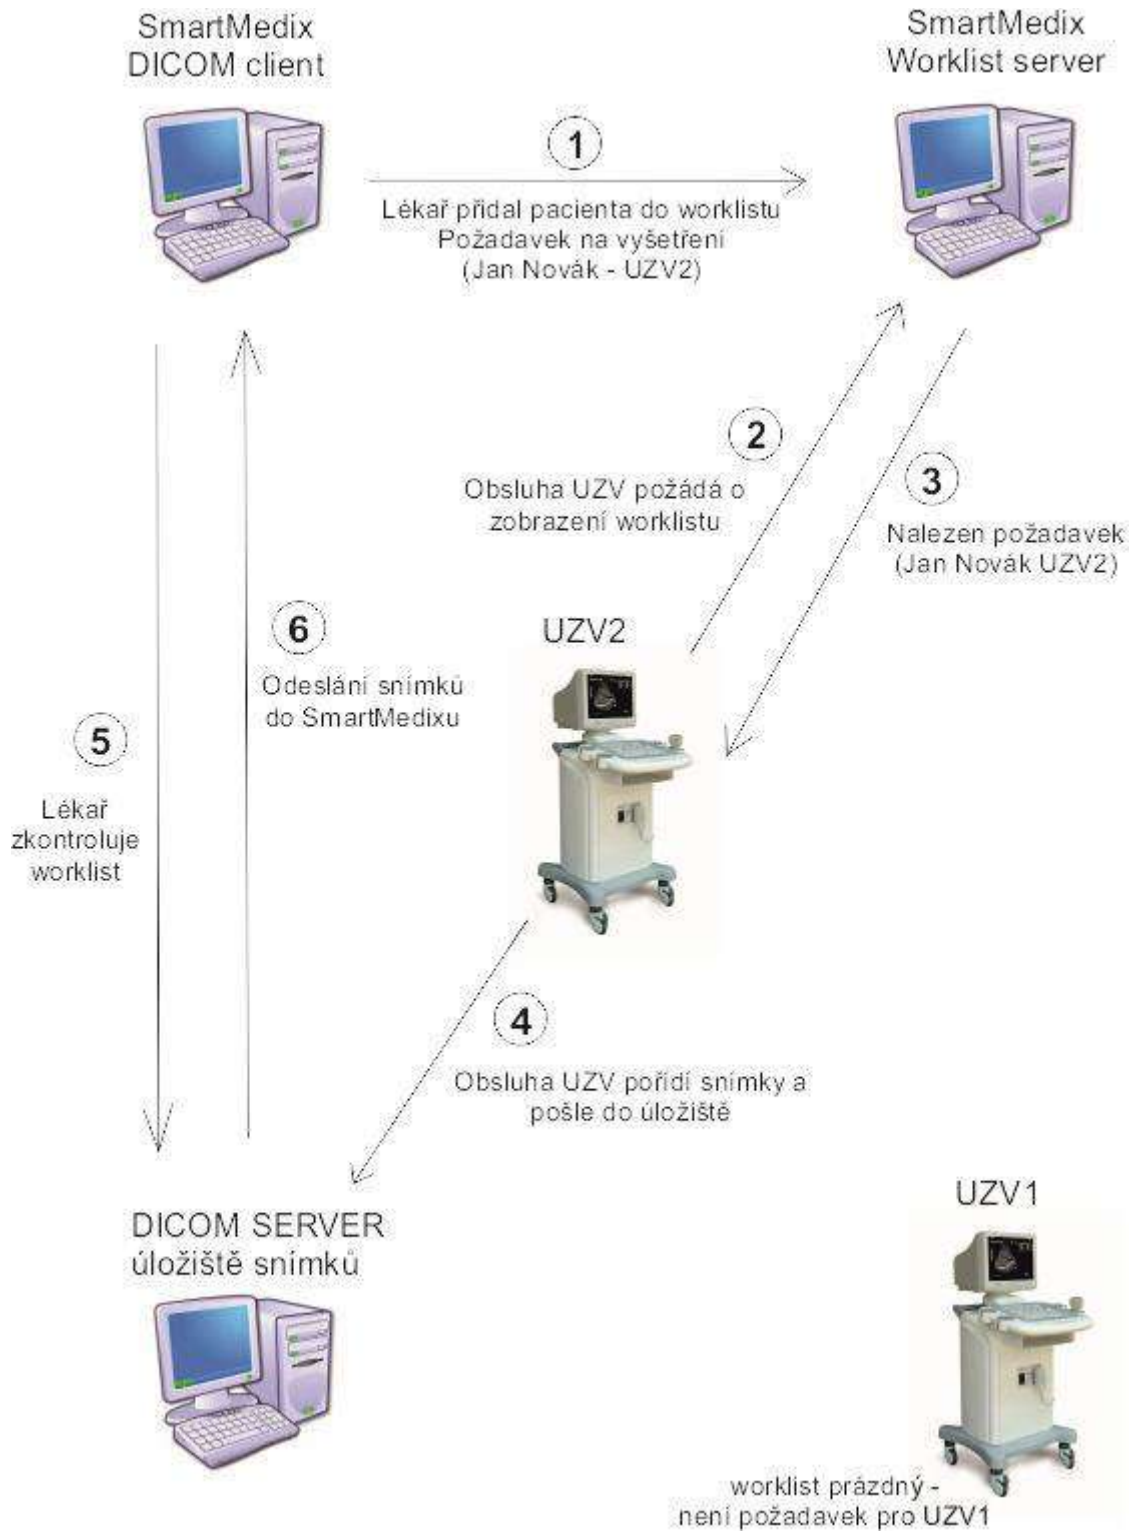 SmartMedix
DICOM client
SmartMedix
Worklist server
1
Lékař přidal pacienta do worklistu
Požadavek na vyšetření
(Jan Novák - UZV2)
2
Obsluha UZV požádá o
zobrazení worklistu
3
Nalezen požadavek
(Jan Novák UZV2)
6
Odeslání snímků
do SmartMedixu
UZV2
5
Lékař
zkontroluje
worklist
4
Obsluha UZV pořídí snímky a
pošle do úložiště
DICOM SERVER
úložiště snímků
UZV1
worklist prázdný -
není požadavek pro UZV1